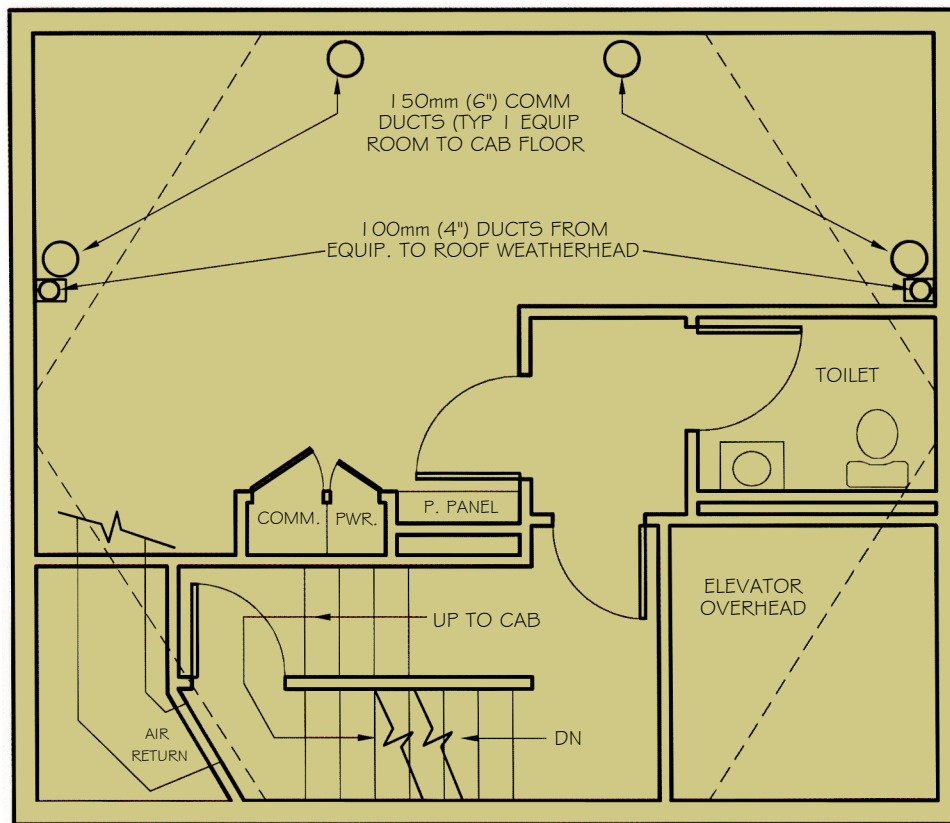 150mm (6") COMM
DUCTS (TYP 1 EQUIP
ROOM TO CAB FLOOR
100mm (4") DUCTS FROM
EQUIP. TO ROOF WEATHERHEAD
TOILET
COMM.
PWR.
P. PANEL
ELEVATOR
OVERHEAD
UP TO CAB
AIR
RETURN
DN